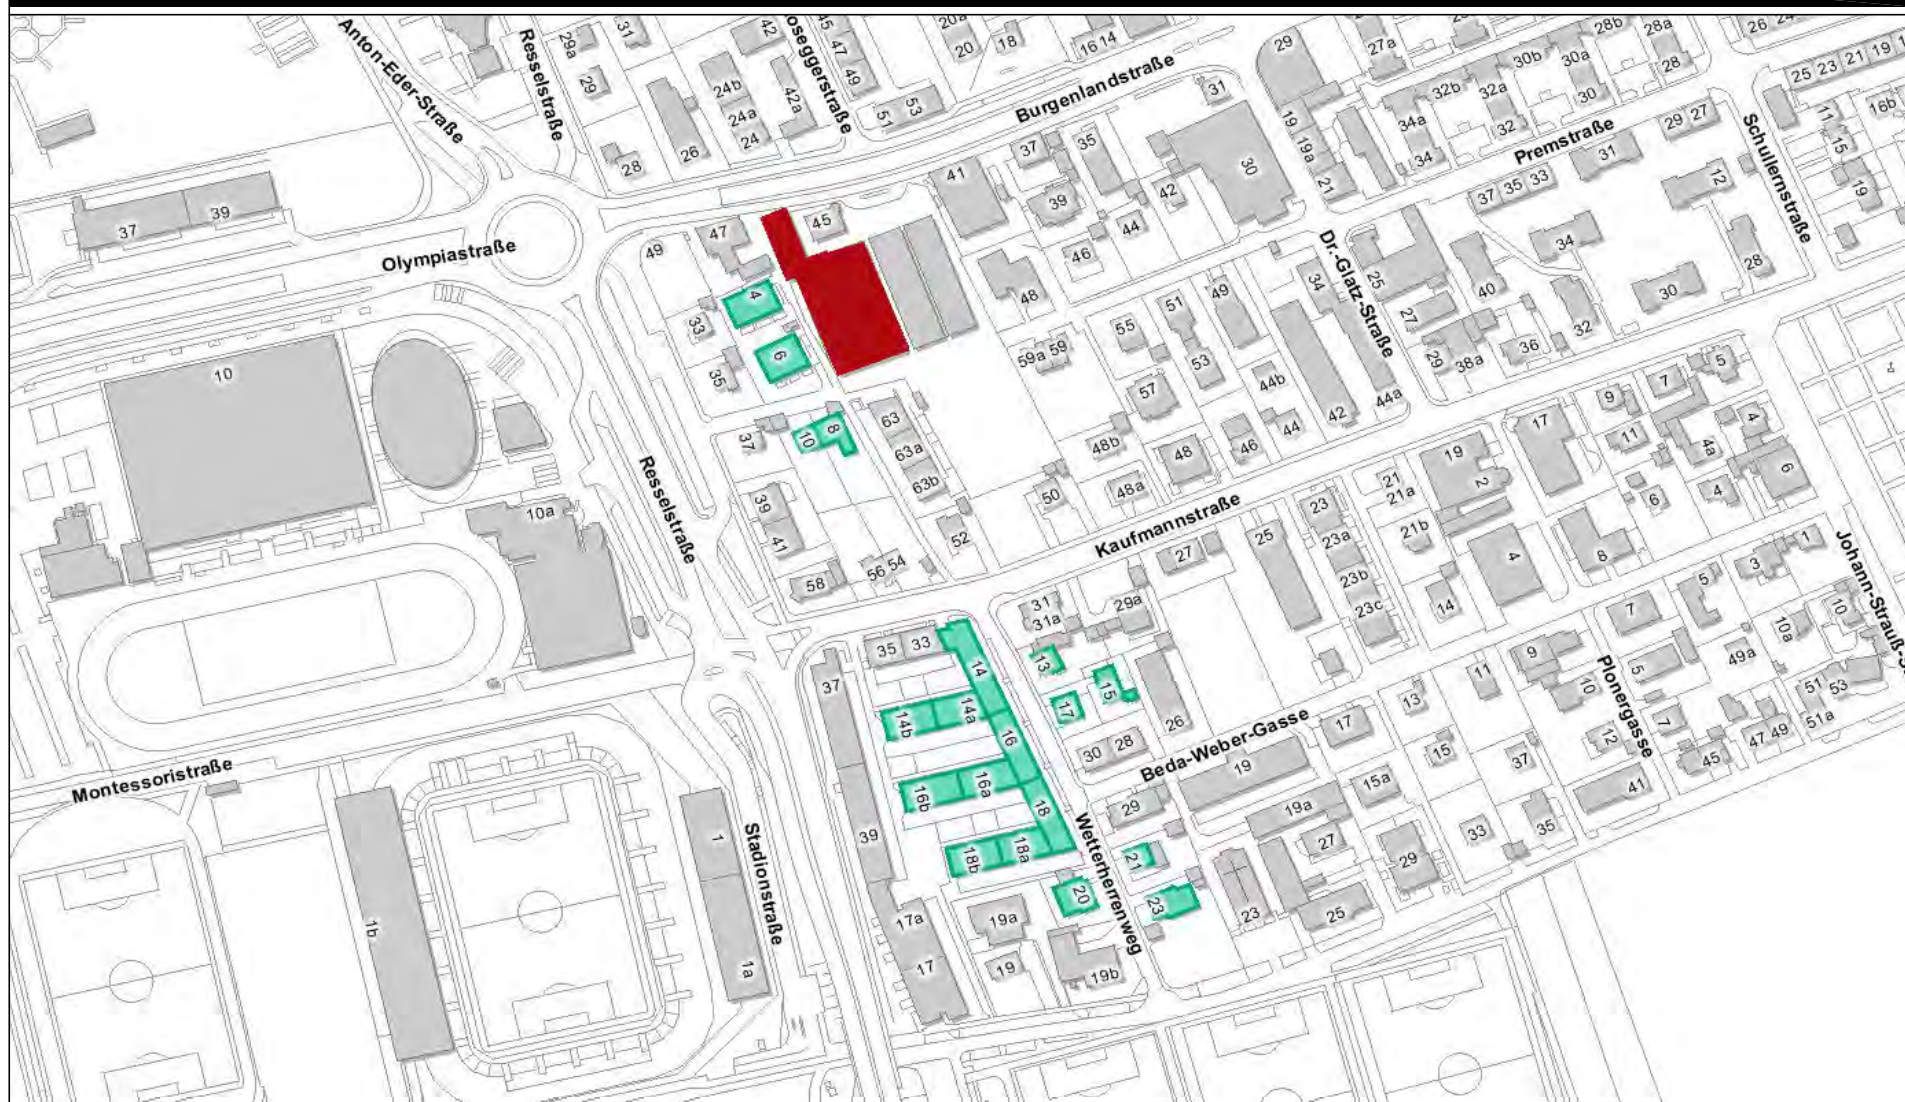 Anton-Eder-Straße
Resselstraße
29a
31
29
28
26
24b
24a
24
42
42a
45
47
49
51
53
20a
20
18
16 14
Burgenlandstraße
31
29
27a
19
19a
21
30
32b
32a
30b
30a
28b
28a
28
30
32
34a
34
Premstraße
29 27
31
37 35 33
26
25 23 21 19
11
15
16b
19
12
28
30
Schullernstraße
37
39
Olympiastraße
49
47
45
41
37
35
39
42
44
46
48
4
6
33
35
37
10
8
63
63a
63b
39
41
58
56 54
52
50
59a 59
55
51
49
53
57
48b
48a
48
46
44b
44
42
44a
34
Dr.-Glatz-Straße
25
27
29
38a
36
40
34
32
10
10a
Resselstraße
Kaufmannstraße
27
25
23
23a
23b
23c
21
21a
21b
19
2
17
9
11
7
5
4a
4
6
4
6
8
4
14
3
1
5
7
Johann-Strauß-S
10
10a
49a
51
53
51a
47 49
45
7
5
9
10
12
11
13
Plonergasse
41
37
35
33
15
15a
17
35
33
14
14a
14b
16
16a
16b
18
18a
18b
20
37
39
31
31a
29a
13
15
17
26
30
28
Beda-Weber-Gasse
19
19a
29
27
29
25
23
21
23
Wetterherrenweg
17a
17
19a
19
19b
Montessoristraße
1b
1
1a
Stadionstraße